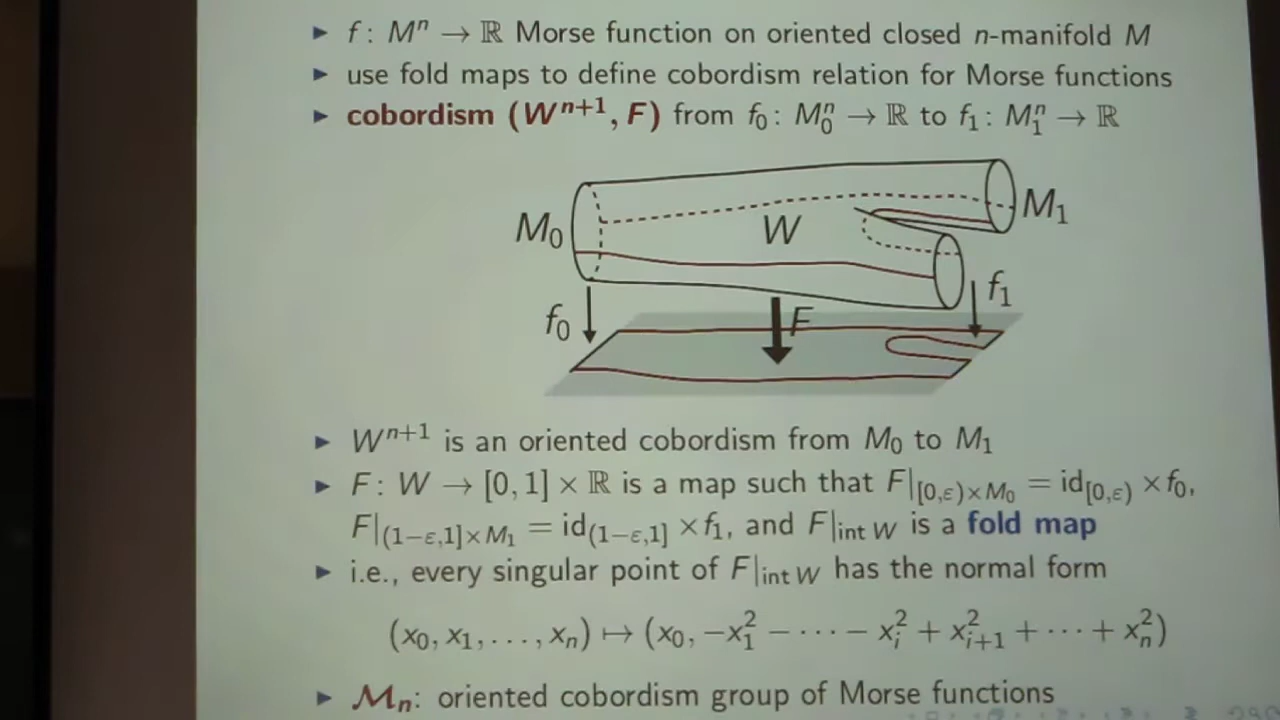 ▶ f : Mⁿ → ℝ Morse function on oriented closed n-manifold M
▶ use fold maps to define cobordism relation for Morse functions
▶ cobordism (Wⁿ⁺¹, F) from f₀ : M₀ⁿ → ℝ to f₁ : M₁ⁿ → ℝ
M₀
W
M₁
f₀
F
f₁
▶ Wⁿ⁺¹ is an oriented cobordism from M₀ to M₁
▶ F : W → [0, 1] × ℝ is a map such that F|[0,ε)×M₀ = id[0,ε) × f₀,
F|(1−ε,1]×M₁ = id(1−ε,1] × f₁, and F|int W is a fold map
▶ i.e., every singular point of F|int W has the normal form
(x₀, x₁, . . . , xₙ) ↦ (x₀, −x₁² − · · · − xᵢ² + xᵢ₊₁² + · · · + xₙ²)
▶ 𝓜ₙ: oriented cobordism group of Morse functions